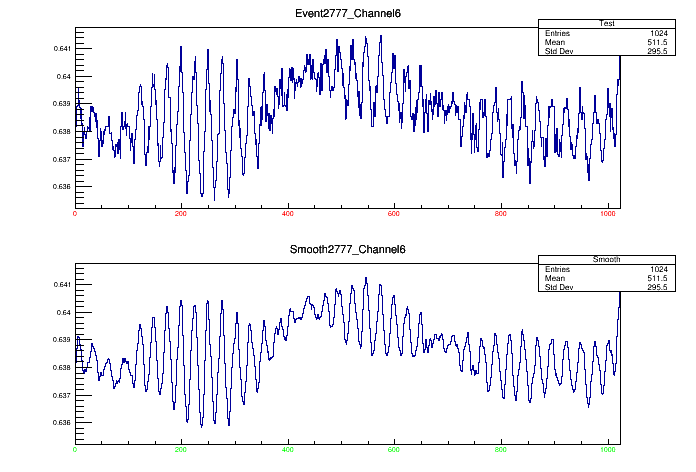 Event2777_Channel6
Test
Entries 1024
Mean 511.5
Std Dev 295.5
0.641
0.64
0.639
0.638
0.637
0.636
0 200 400 600 800 1000
Smooth2777_Channel6
Smooth
Entries 1024
Mean 511.5
Std Dev 295.5
0.641
0.64
0.639
0.638
0.637
0.636
0 200 400 600 800 1000